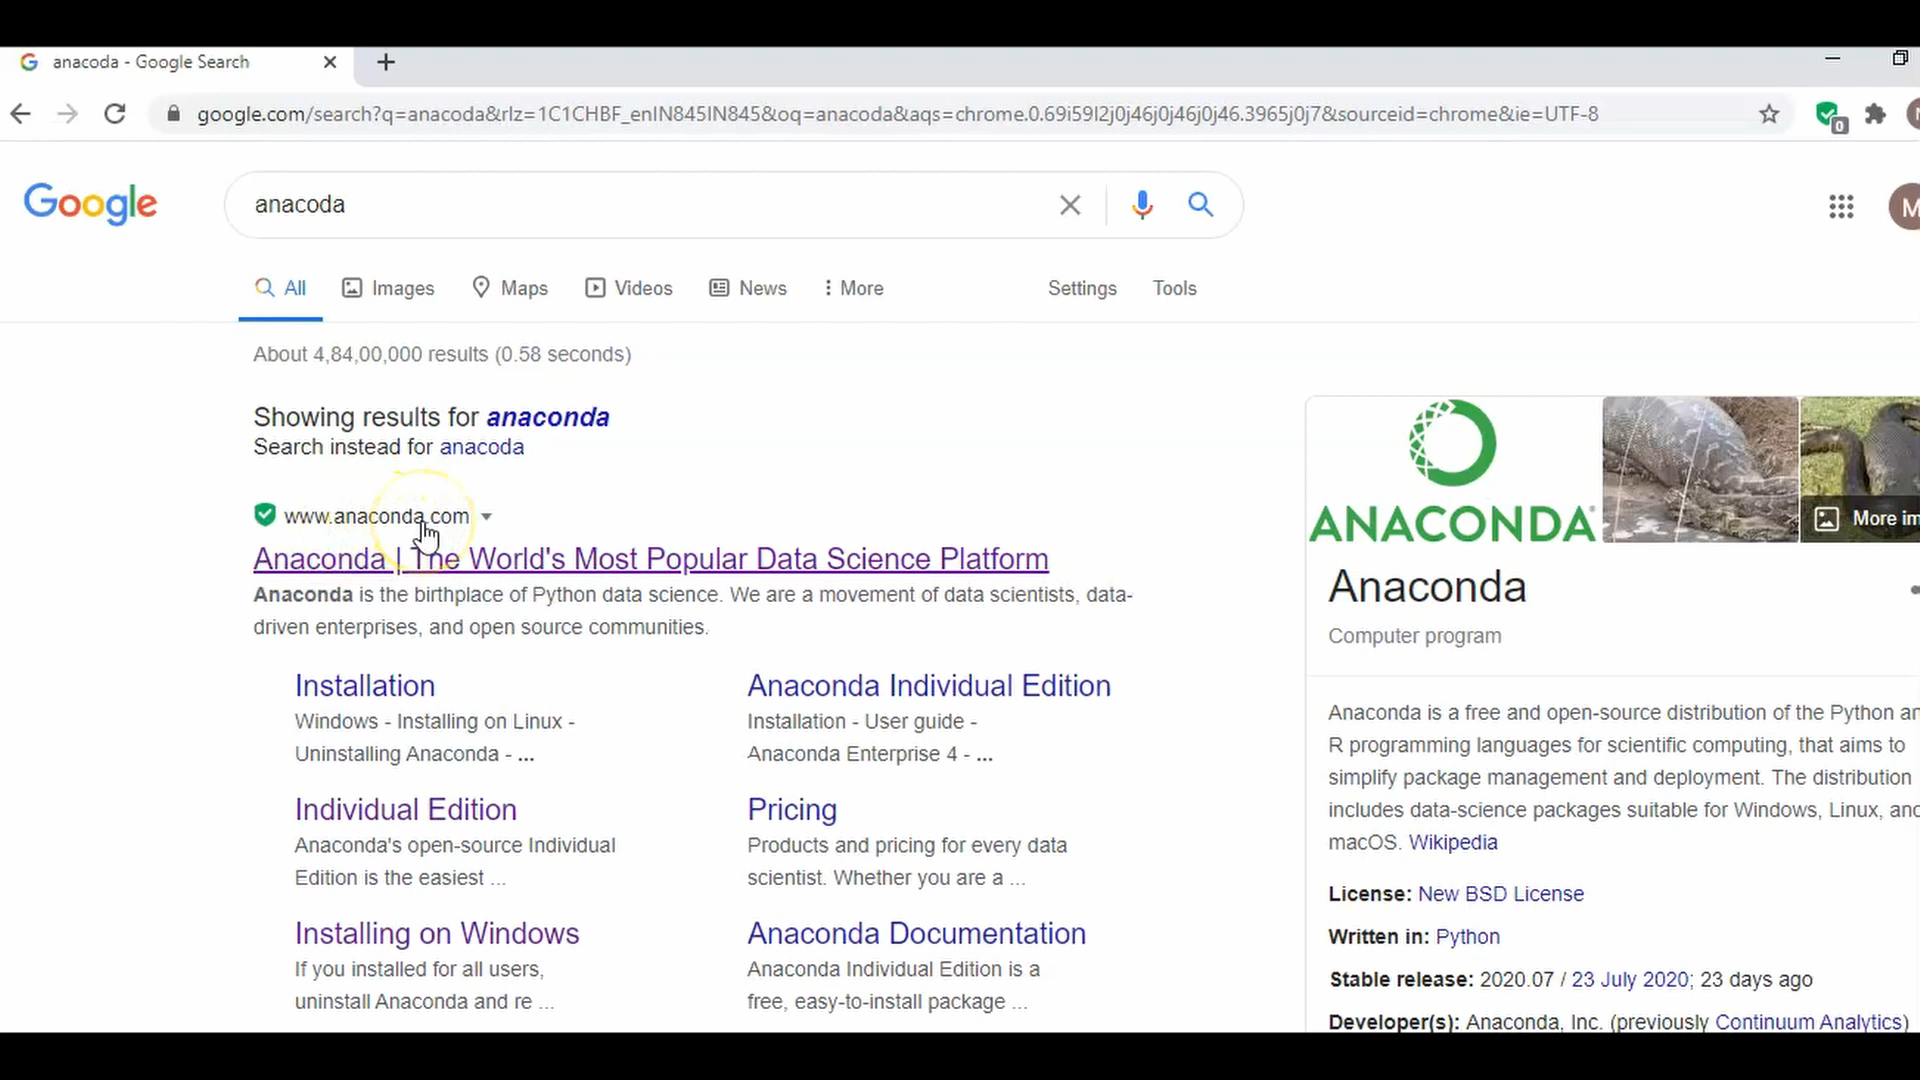 anacoda - Google Search
google.com/search?q=anacoda&rlz=1C1CHBF_enIN845IN845&oq=anacoda&aqs=chrome.0.69i59l2j0j46j0j46j0j46.3965j0j7&sourceid=chrome&ie=UTF-8
0
Google
anacoda
M
All Images Maps Videos News More Settings Tools
About 4,84,00,000 results (0.58 seconds)
Showing results for anaconda
Search instead for anacoda
www.anaconda.com
Anaconda | The World's Most Popular Data Science Platform
Anaconda is the birthplace of Python data science. We are a movement of data scientists, data-
driven enterprises, and open source communities.
Installation
Windows - Installing on Linux -
Uninstalling Anaconda - ...
Anaconda Individual Edition
Installation - User guide -
Anaconda Enterprise 4 - ...
Individual Edition
Anaconda's open-source Individual
Edition is the easiest ...
Pricing
Products and pricing for every data
scientist. Whether you are a ...
Installing on Windows
If you installed for all users,
uninstall Anaconda and re ...
Anaconda Documentation
Anaconda Individual Edition is a
free, easy-to-install package ...
ANACONDA
More im
Anaconda
Computer program
Anaconda is a free and open-source distribution of the Python an
R programming languages for scientific computing, that aims to
simplify package management and deployment. The distribution
includes data-science packages suitable for Windows, Linux, and
macOS. Wikipedia
License: New BSD License
Written in: Python
Stable release: 2020.07 / 23 July 2020; 23 days ago
Developer(s): Anaconda, Inc. (previously Continuum Analytics)